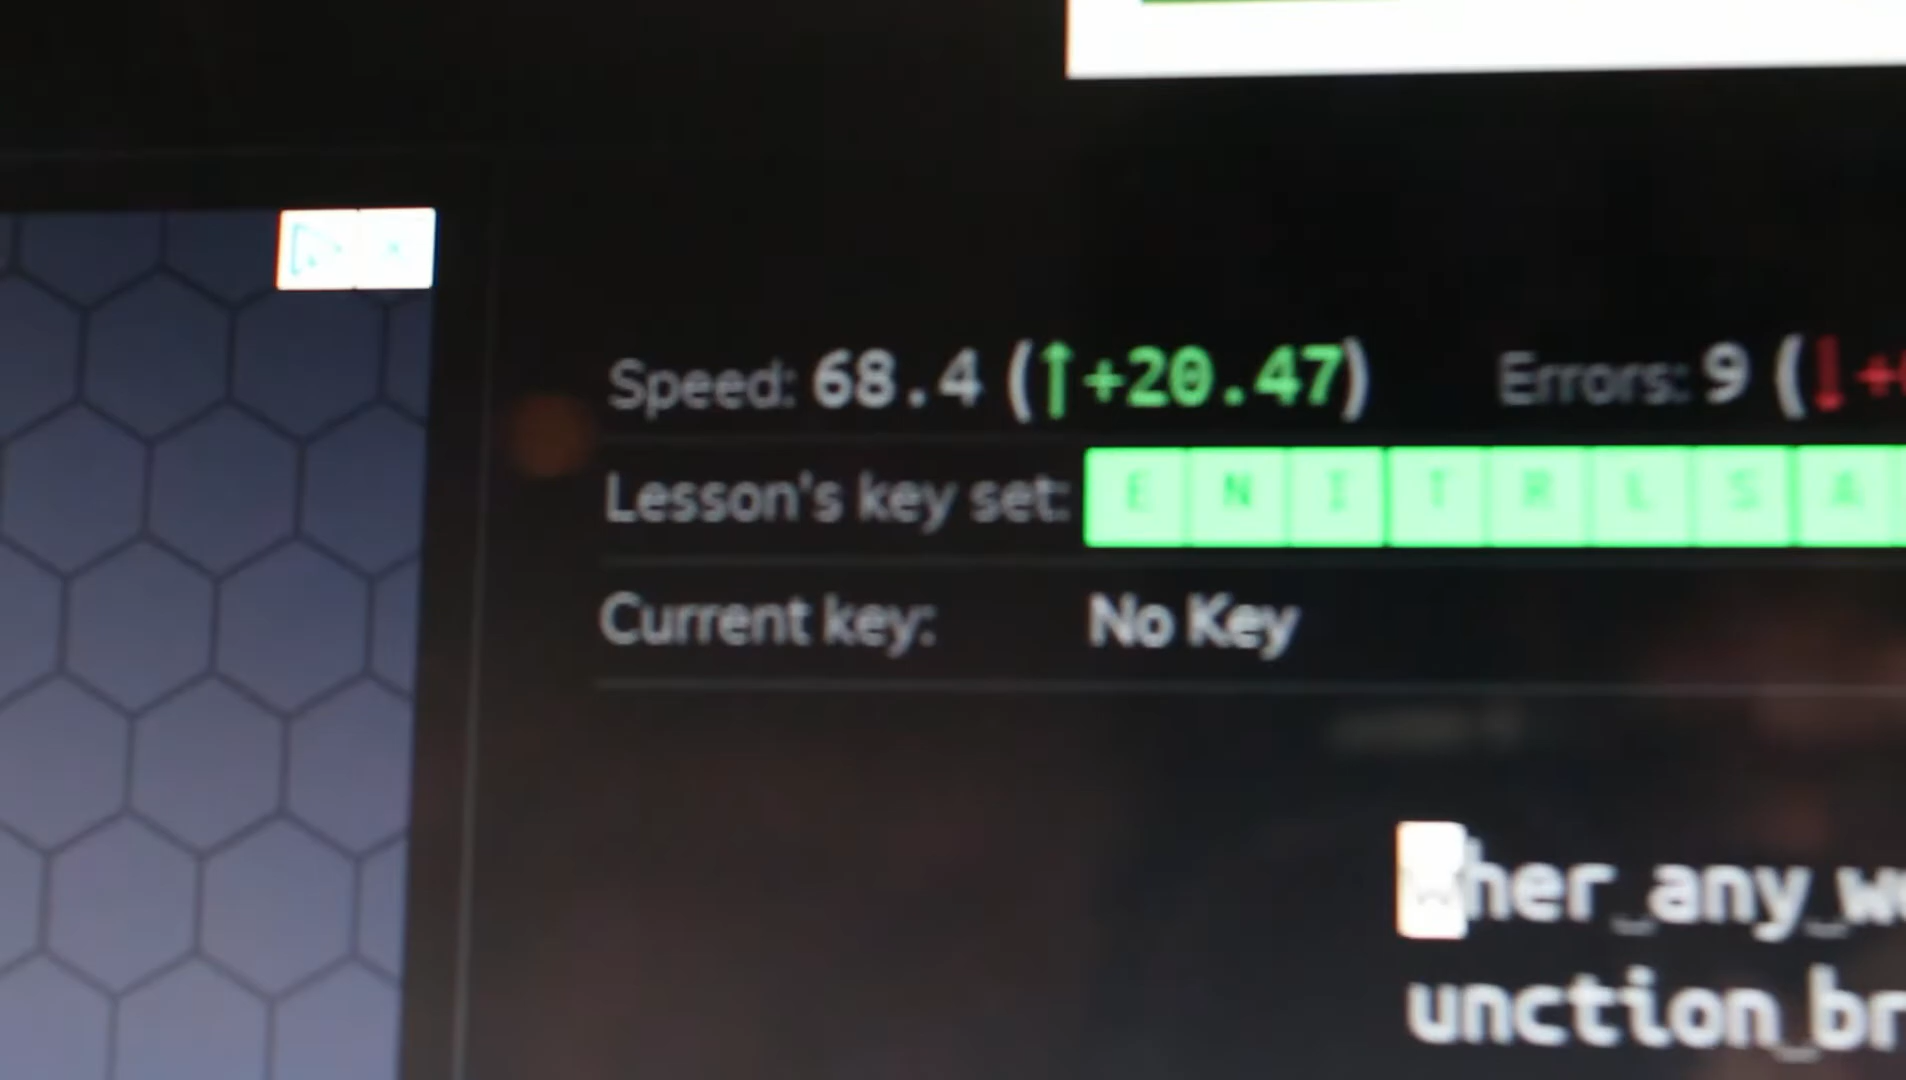 Speed: 68.4 (↑+20.47) Errors: 9 (↓+
Lesson's key set: E N I T R L S A
Current key: No Key
her_any_w
unction_br